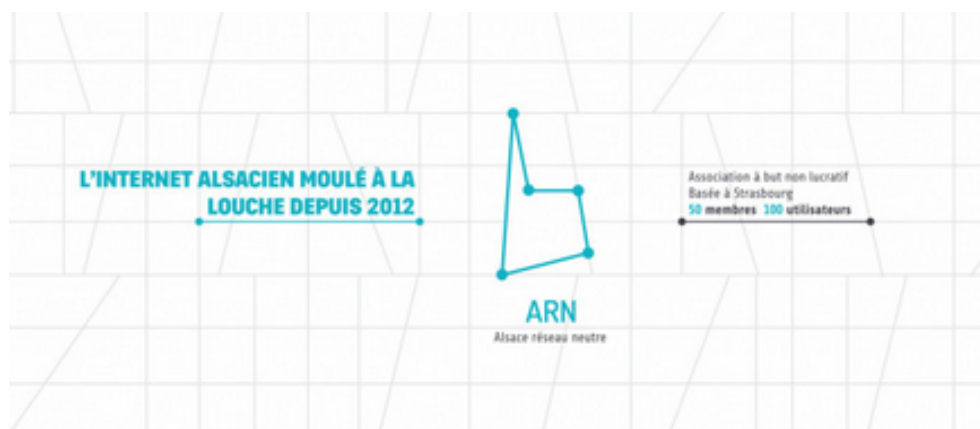 L'INTERNET ALSACIEN MOULÉ À LA
LOUCHE DEPUIS 2012
ARN
Alsace réseau neutre
Association à but non lucratif
Basée à Strasbourg
50 membres 100 utilisateurs